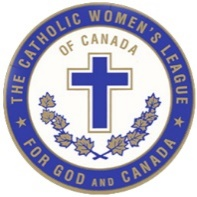 THE CATHOLIC WOMEN'S LEAGUE
OF CANADA
FOR GOD AND CANADA